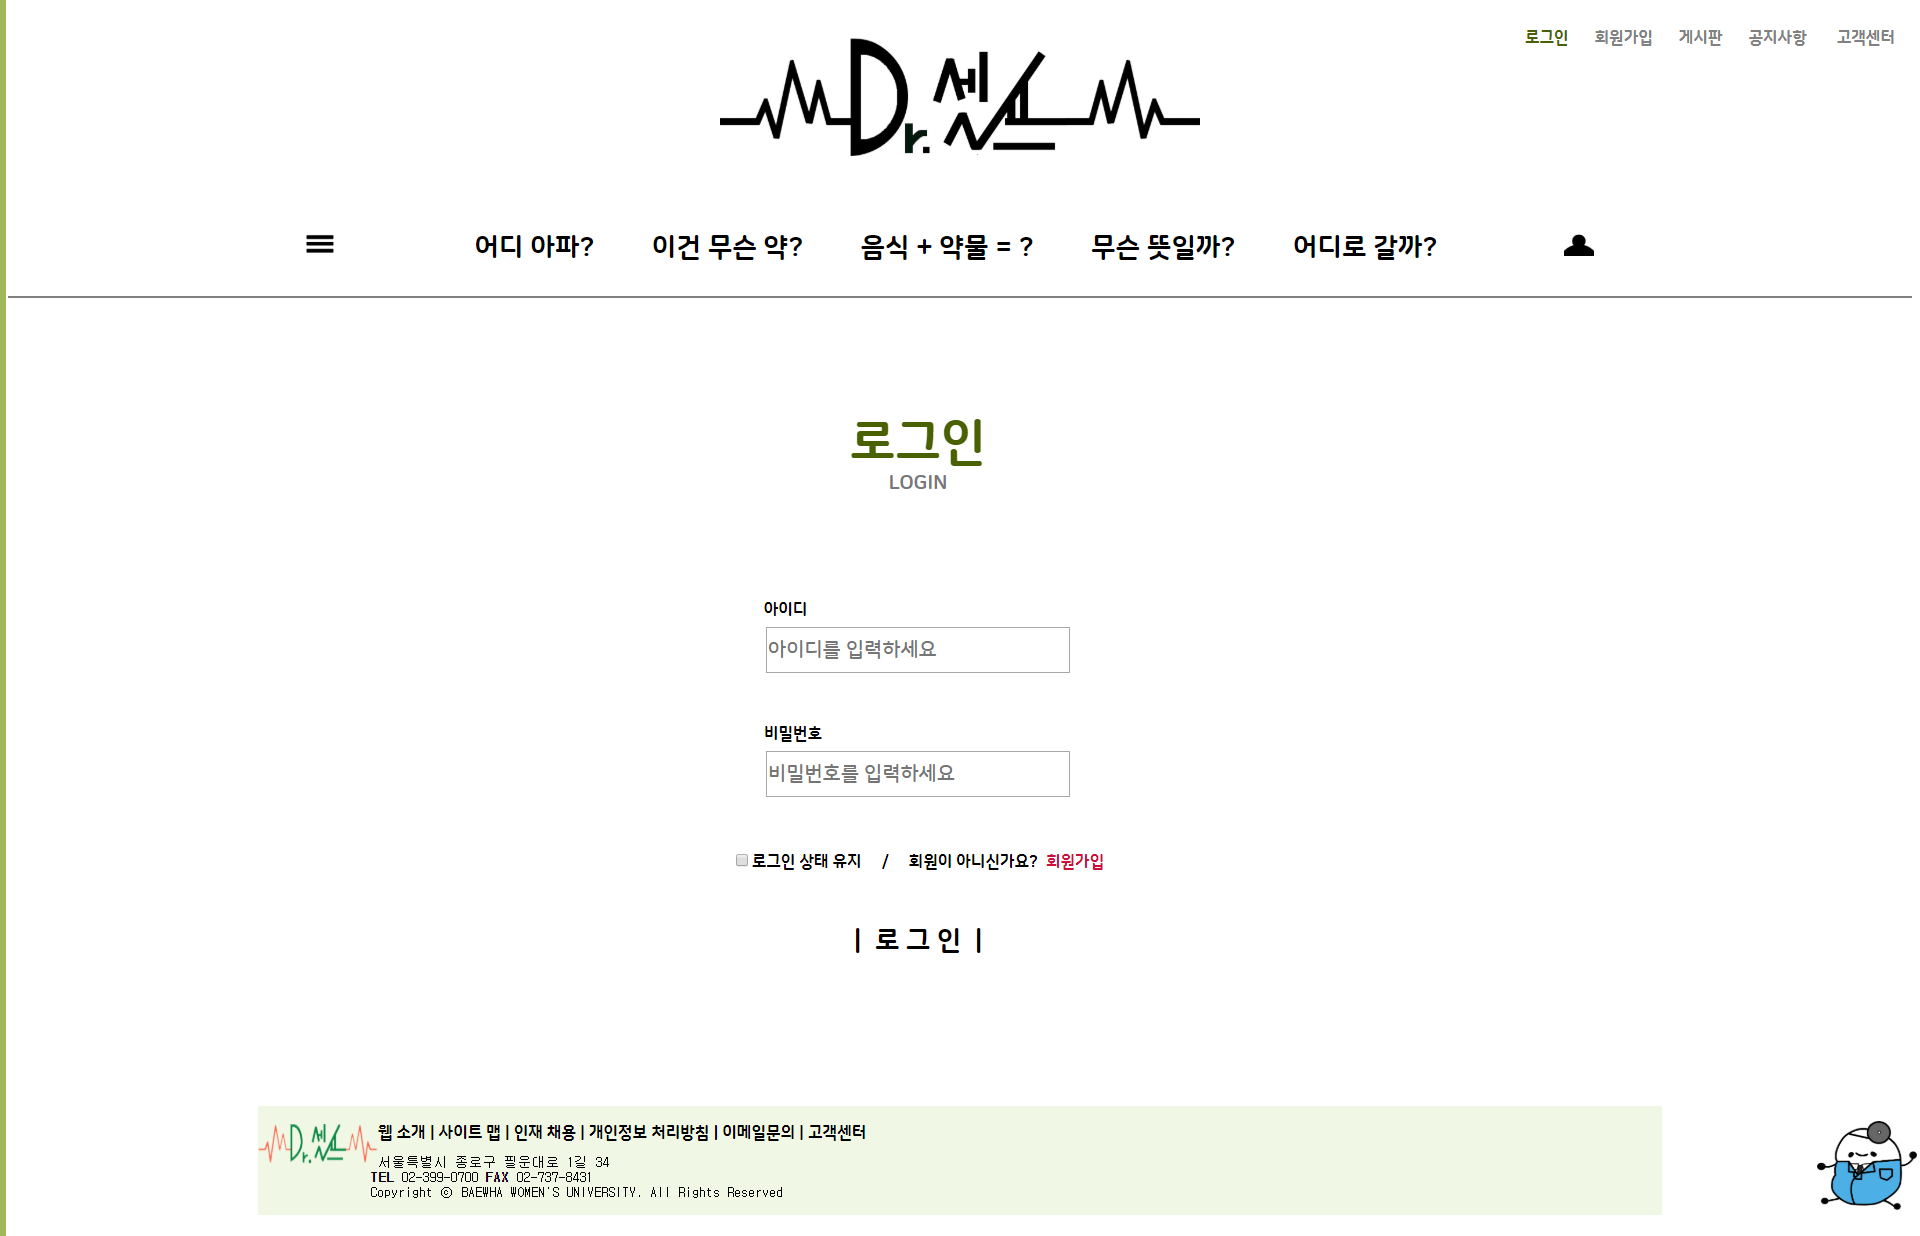 로그인 회원가입 게시판 공지사항 고객센터
Dr. 셀스
어디 아파? 이건 무슨 약? 음식 + 약물 = ? 무슨 뜻일까? 어디로 갈까?
로그인
LOGIN
아이디
아이디를 입력하세요
비밀번호
비밀번호를 입력하세요
로그인 상태 유지 / 회원이 아니신가요? 회원가입
| 로 그 인 |
웹 소개 | 사이트 맵 | 인재 채용 | 개인정보 처리방침 | 이메일문의 | 고객센터
서울특별시 종로구 필운대로 1길 34
TEL 02-399-0700 FAX 02-737-8431
Copyright ⓒ BAEWHA WOMEN'S UNIVERSITY. All Rights Reserved